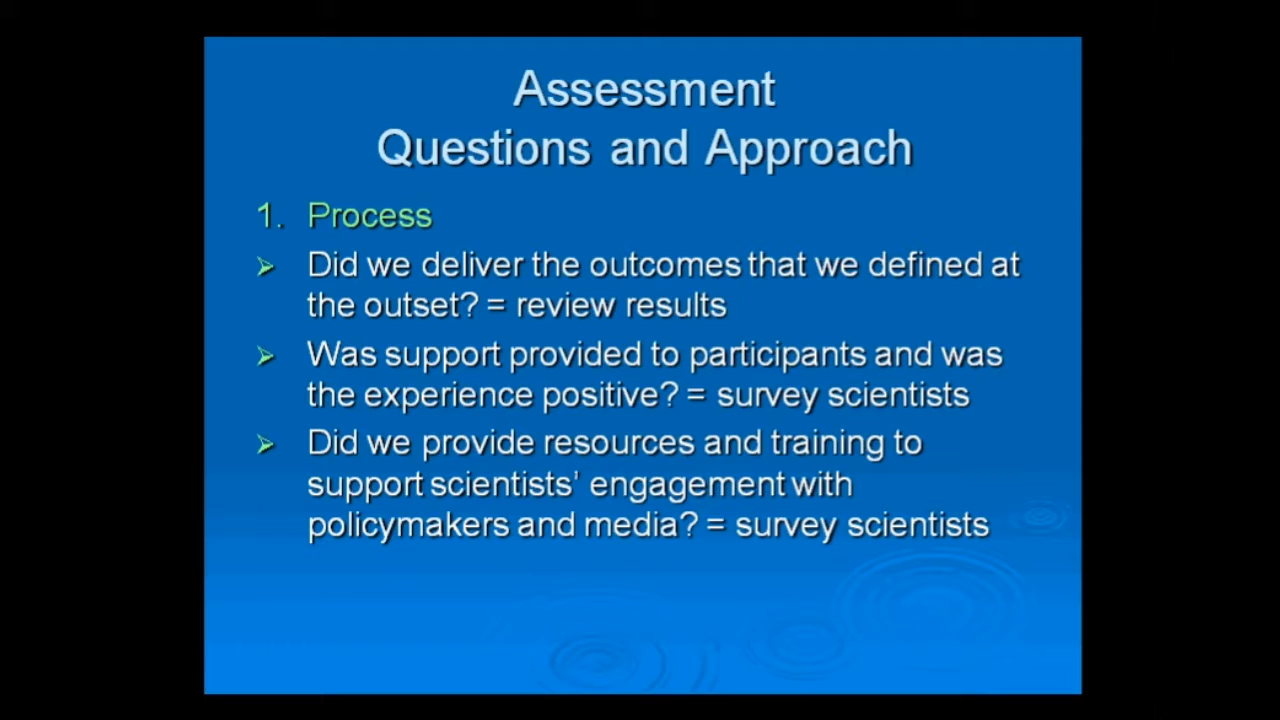 Assessment
Questions and Approach
1. Process
➢ Did we deliver the outcomes that we defined at
the outset? = review results
➢ Was support provided to participants and was
the experience positive? = survey scientists
➢ Did we provide resources and training to
support scientists’ engagement with
policymakers and media? = survey scientists